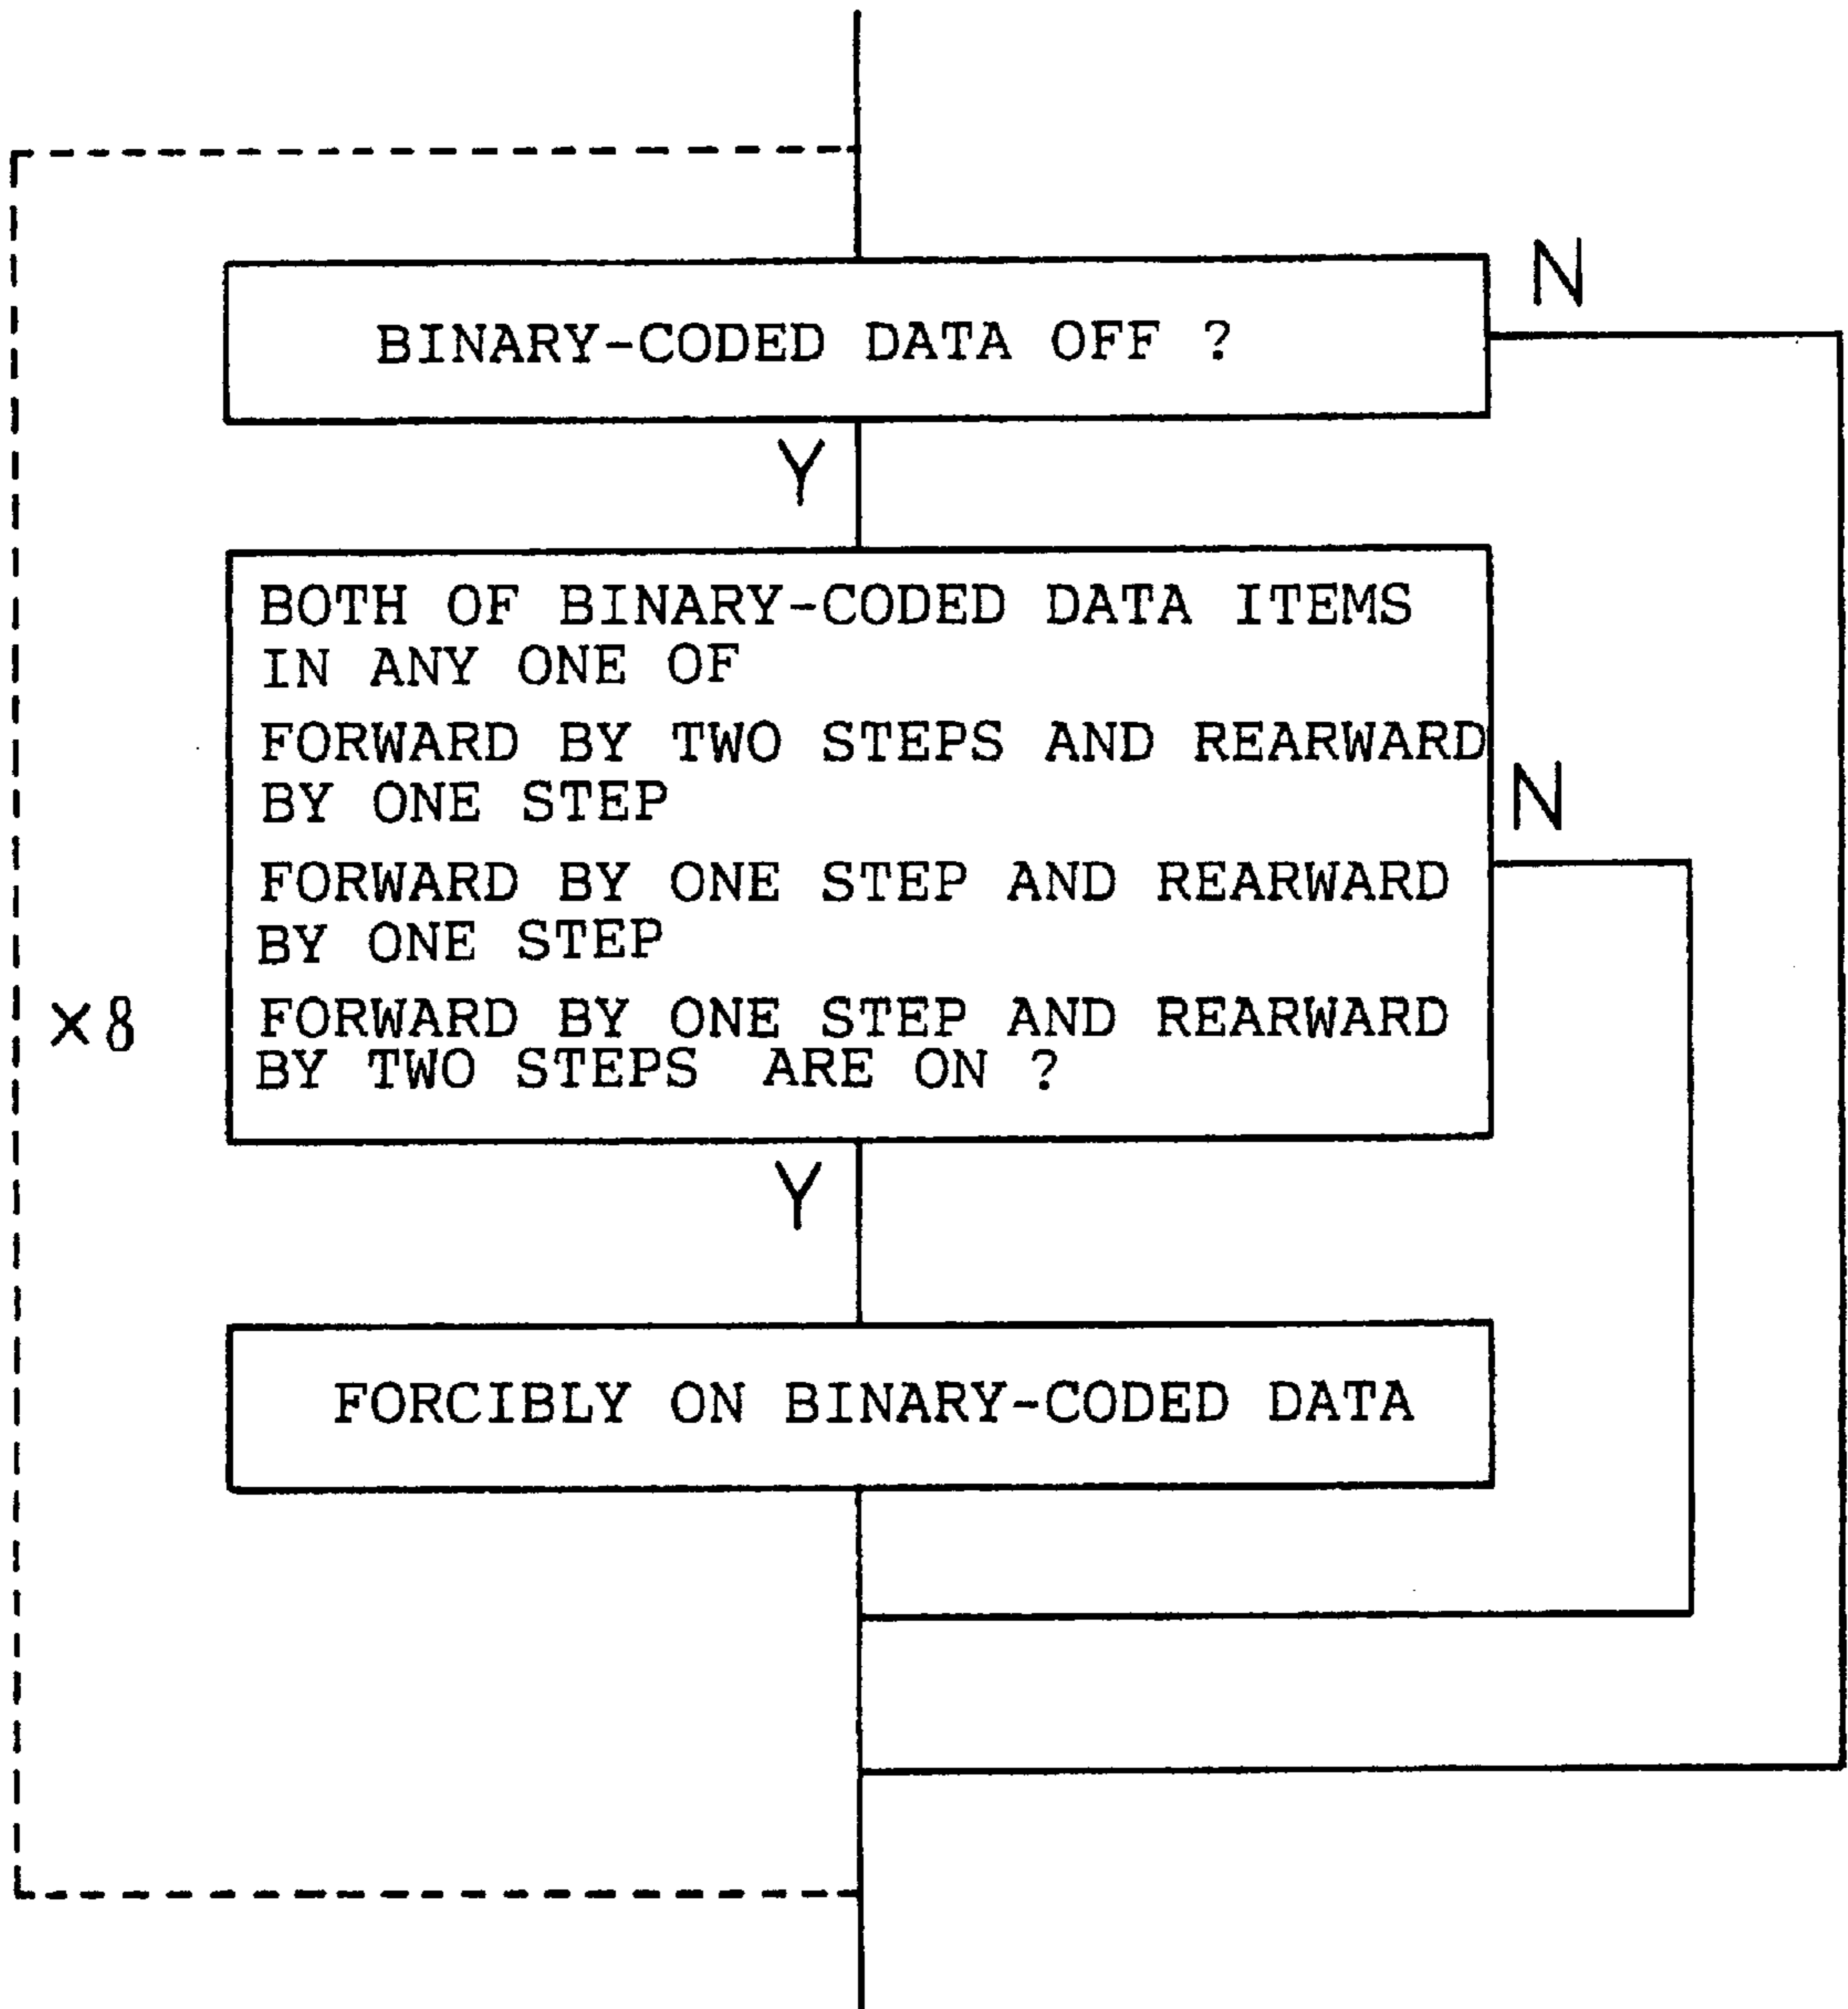 N
BINARY-CODED DATA OFF ?
Y
BOTH OF BINARY-CODED DATA ITEMS
IN ANY ONE OF
FORWARD BY TWO STEPS AND REARWARD
BY ONE STEP
N
FORWARD BY ONE STEP AND REARWARD
BY ONE STEP
FORWARD BY ONE STEP AND REARWARD
BY TWO STEPS ARE ON ?
×8
Y
FORCIBLY ON BINARY-CODED DATA